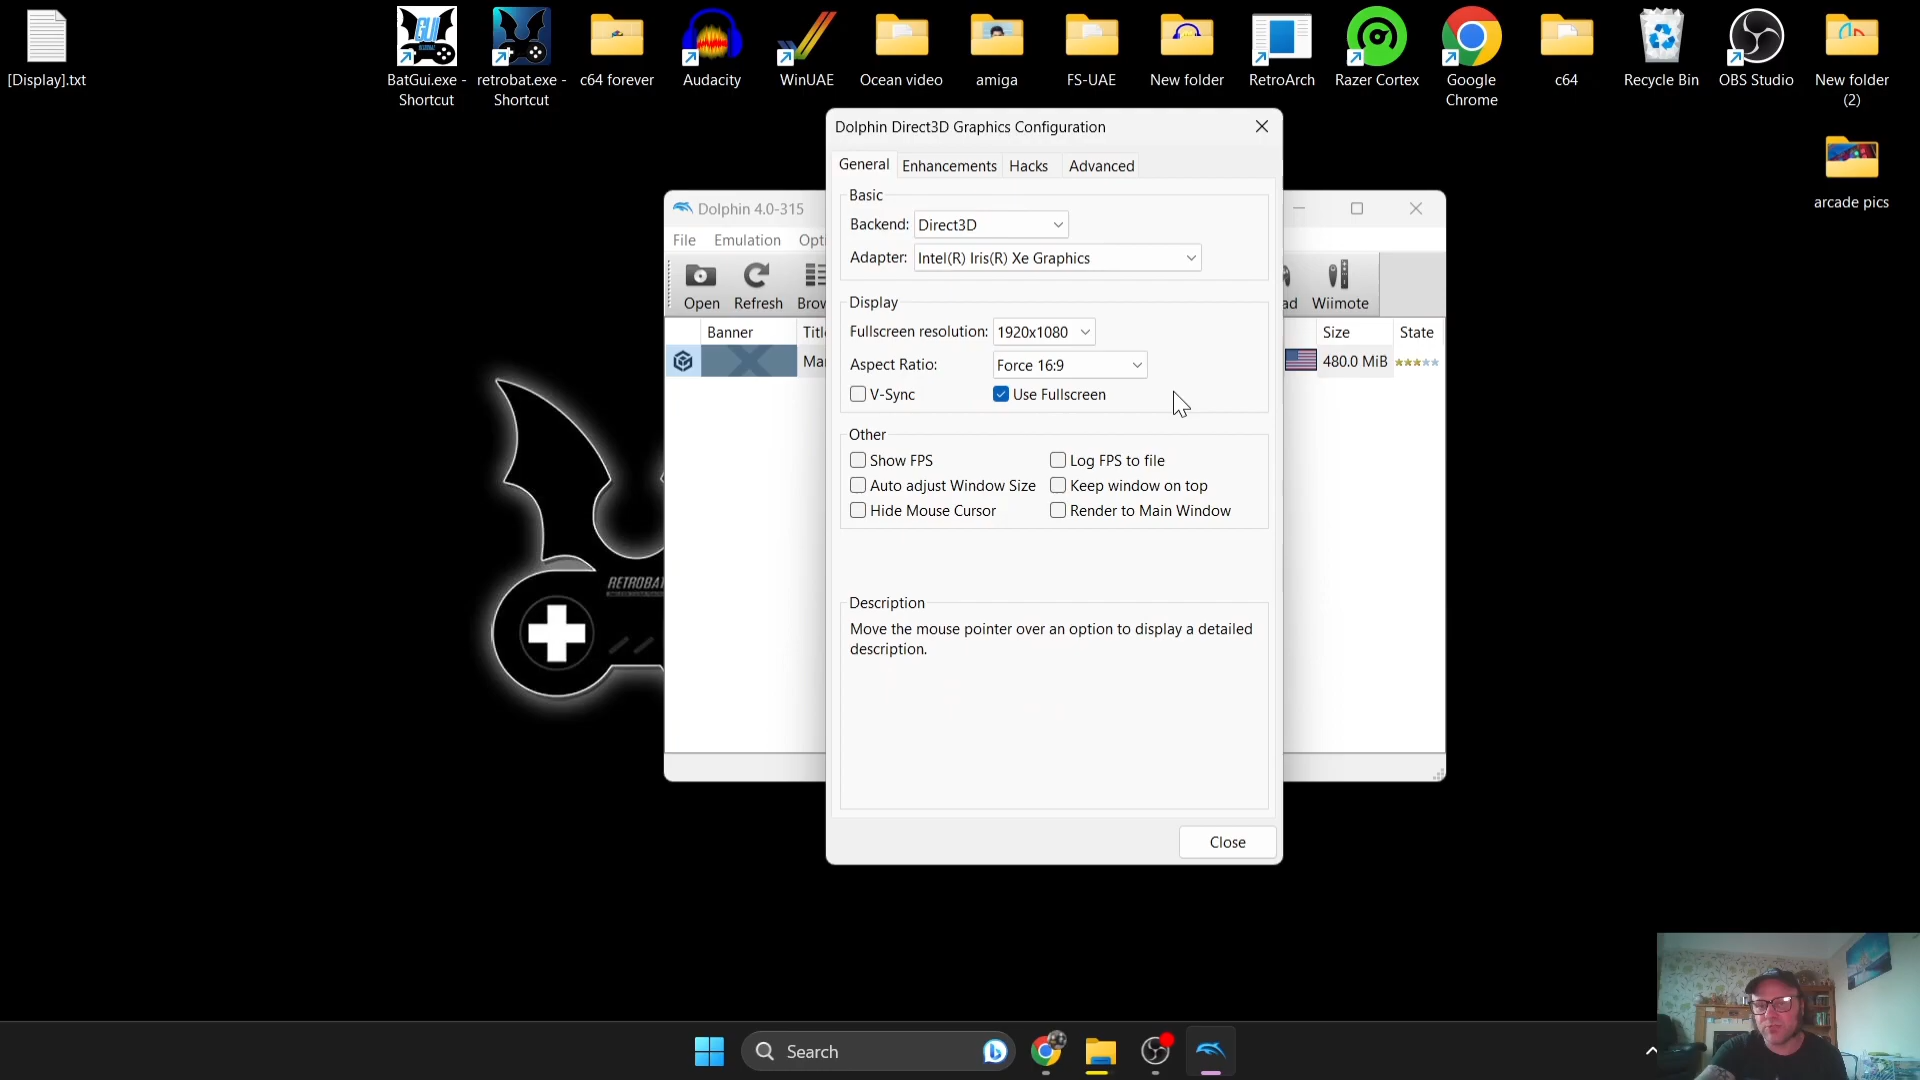 [Display].txt
BatGui.exe - Shortcut
retrobat.exe - Shortcut
c64 forever
Audacity
WinUAE
Ocean video
amiga
FS-UAE
New folder
RetroArch
Razer Cortex
Google Chrome
c64
Recycle Bin
OBS Studio
New folder (2)
arcade pics
GUI
RETROBAT
Dolphin 4.0-315
File Emulation Opti
Open Refresh Brow
ad Wiimote
Banner Title
Size State
Mar
480.0 MiB
Dolphin Direct3D Graphics Configuration
General Enhancements Hacks Advanced
Basic
Backend: Direct3D
Adapter: Intel(R) Iris(R) Xe Graphics
Display
Fullscreen resolution: 1920x1080
Aspect Ratio: Force 16:9
V-Sync Use Fullscreen
Other
Show FPS Log FPS to file
Auto adjust Window Size Keep window on top
Hide Mouse Cursor Render to Main Window
Description
Move the mouse pointer over an option to display a detailed
description.
Close
Search